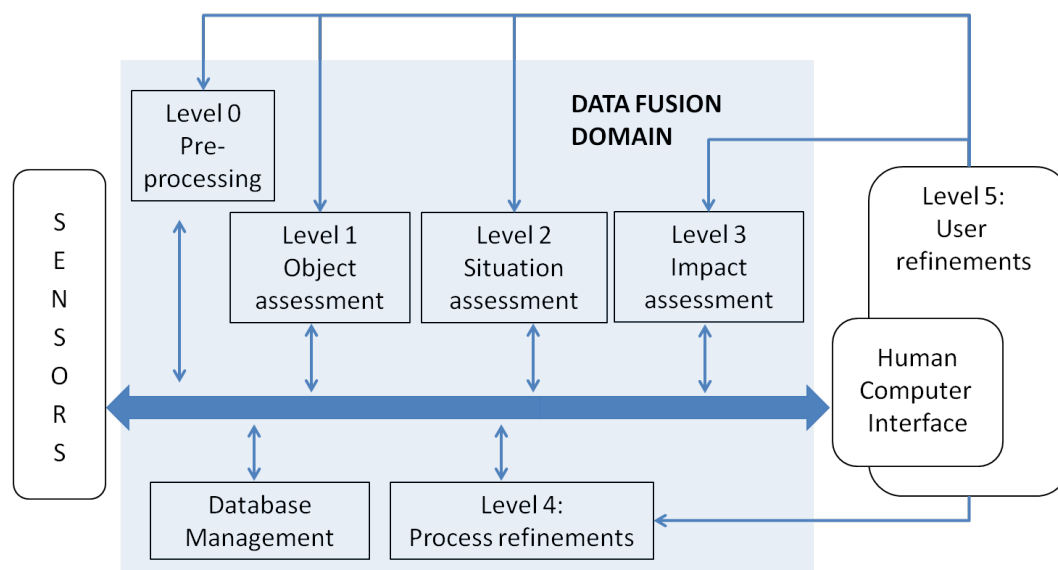 Level 0
Pre-
processing
DATA FUSION
DOMAIN
S
E
N
S
O
R
S
Level 1
Object
assessment
Level 2
Situation
assessment
Level 3
Impact
assessment
Level 5:
User
refinements
Human
Computer
Interface
Database
Management
Level 4:
Process refinements